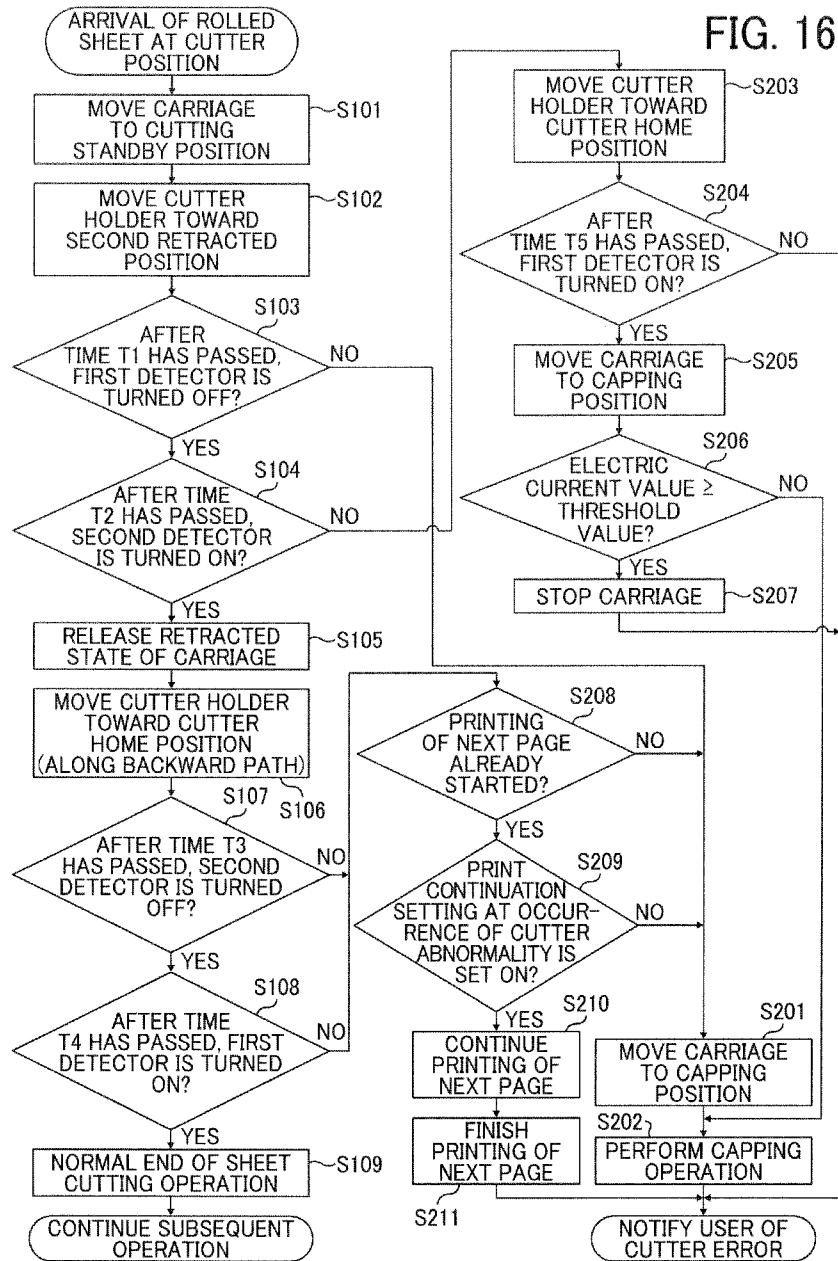 FIG. 16
ARRIVAL OF ROLLED
SHEET AT CUTTER
POSITION
MOVE CARRIAGE
TO CUTTING
STANDBY POSITION
S101
MOVE CUTTER
HOLDER TOWARD
SECOND RETRACTED
POSITION
S102
S103
AFTER
TIME T1 HAS PASSED,
FIRST DETECTOR IS
TURNED OFF?
NO
YES
S104
AFTER TIME
T2 HAS PASSED,
SECOND DETECTOR
IS TURNED ON?
NO
YES
RELEASE RETRACTED
STATE OF CARRIAGE
S105
MOVE CUTTER HOLDER
TOWARD CUTTER
HOME POSITION
(ALONG BACKWARD PATH)
S106
S107
AFTER TIME T3
HAS PASSED, SECOND
DETECTOR IS TURNED
OFF?
NO
YES
S108
AFTER TIME
T4 HAS PASSED, FIRST
DETECTOR IS TURNED
ON?
NO
YES
NORMAL END OF SHEET
CUTTING OPERATION
S109
CONTINUE SUBSEQUENT
OPERATION
MOVE CUTTER
HOLDER TOWARD
CUTTER HOME
POSITION
S203
S204
AFTER
TIME T5 HAS PASSED,
FIRST DETECTOR IS
TURNED ON?
NO
YES
MOVE CARRIAGE
TO CAPPING
POSITION
S205
S206
ELECTRIC
CURRENT VALUE ≥
THRESHOLD
VALUE?
NO
YES
STOP CARRIAGE
S207
S208
PRINTING
OF NEXT PAGE
ALREADY
STARTED?
NO
YES
S209
PRINT
CONTINUATION
SETTING AT OCCUR-
RENCE OF CUTTER
ABNORMALITY IS
SET ON?
NO
YES
S210
CONTINUE
PRINTING OF
NEXT PAGE
FINISH
PRINTING OF
NEXT PAGE
S211
S201
MOVE CARRIAGE
TO CAPPING
POSITION
S202
PERFORM CAPPING
OPERATION
NOTIFY USER OF
CUTTER ERROR